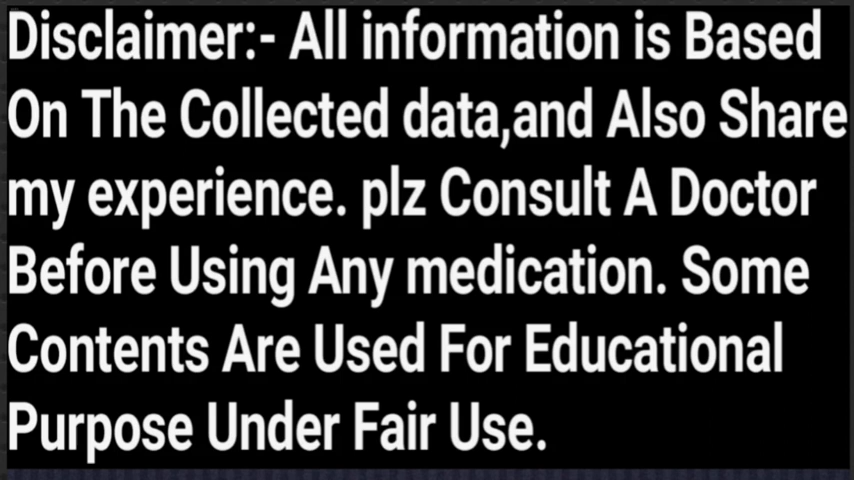 Disclaimer:- All information is Based
On The Collected data,and Also Share
my experience. plz Consult A Doctor
Before Using Any medication. Some
Contents Are Used For Educational
Purpose Under Fair Use.